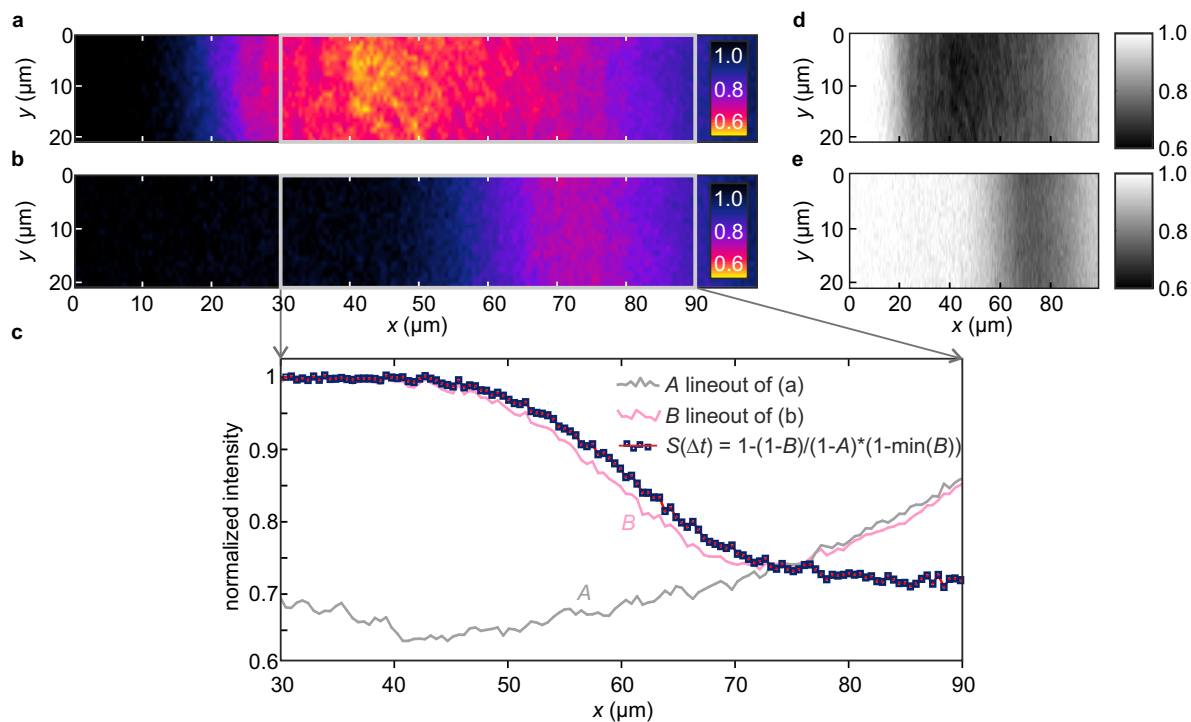 a
0
10
20
y (µm)
1.0
0.8
0.6
b
0
10
20
y (µm)
1.0
0.8
0.6
0 10 20 30 40 50 60 70 80 90
x (µm)
d
0
10
20
y (µm)
1.0
0.8
0.6
e
0
10
20
y (µm)
1.0
0.8
0.6
0 20 40 60 80
x (µm)
c
1
0.9
0.8
0.7
0.6
normalized intensity
A lineout of (a)
B lineout of (b)
S(Δt) = 1-(1-B)/(1-A)*(1-min(B))
B
A
30 40 50 60 70 80 90
x (µm)